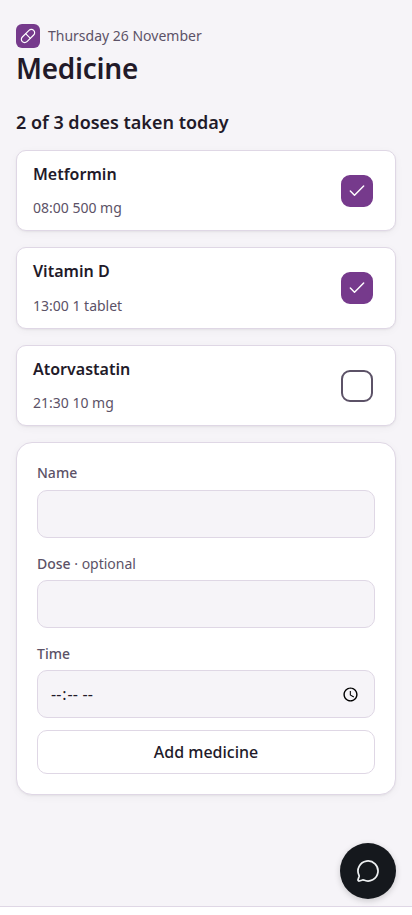 Thursday 26 November
Medicine
2 of 3 doses taken today
Metformin
08:00 500 mg
Vitamin D
13:00 1 tablet
Atorvastatin
21:30 10 mg
Name
Dose · optional
Time
--:-- --
Add medicine